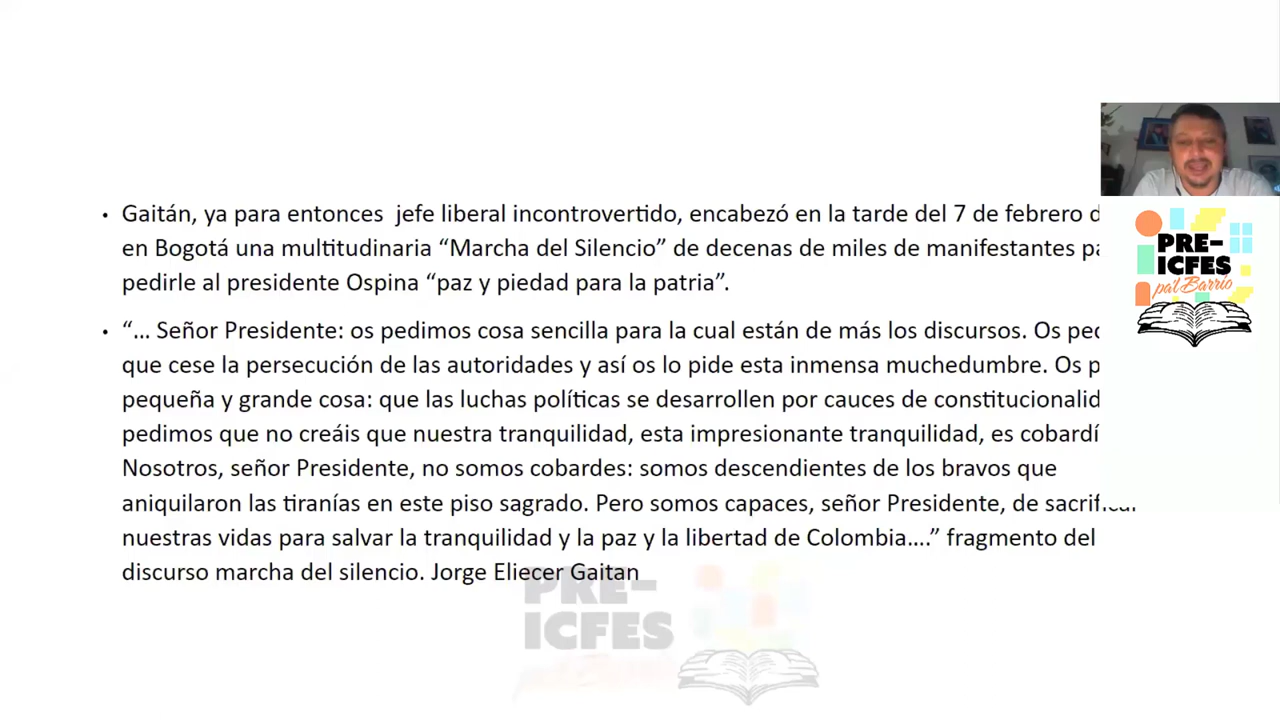 • Gaitán, ya para entonces jefe liberal incontrovertido, encabezó en la tarde del 7 de febrero
en Bogotá una multitudinaria “Marcha del Silencio” de decenas de miles de manifestantes
pedirle al presidente Ospina “paz y piedad para la patria”.
• “… Señor Presidente: os pedimos cosa sencilla para la cual están de más los discursos. Os
que cese la persecución de las autoridades y así os lo pide esta inmensa muchedumbre. Os
pequeña y grande cosa: que las luchas políticas se desarrollen por cauces de
pedimos que no creáis que nuestra tranquilidad, esta impresionante tranquilidad, es
Nosotros, señor Presidente, no somos cobardes: somos descendientes de los bravos que
aniquilaron las tiranías en este piso sagrado. Pero somos capaces, señor Presidente, de sacrificar
nuestras vidas para salvar la tranquilidad y la paz y la libertad de Colombia….” fragmento del
discurso marcha del silencio. Jorge Eliecer Gaitan
PRE-
ICFES
pa'l Barrio
PRE-
ICFES